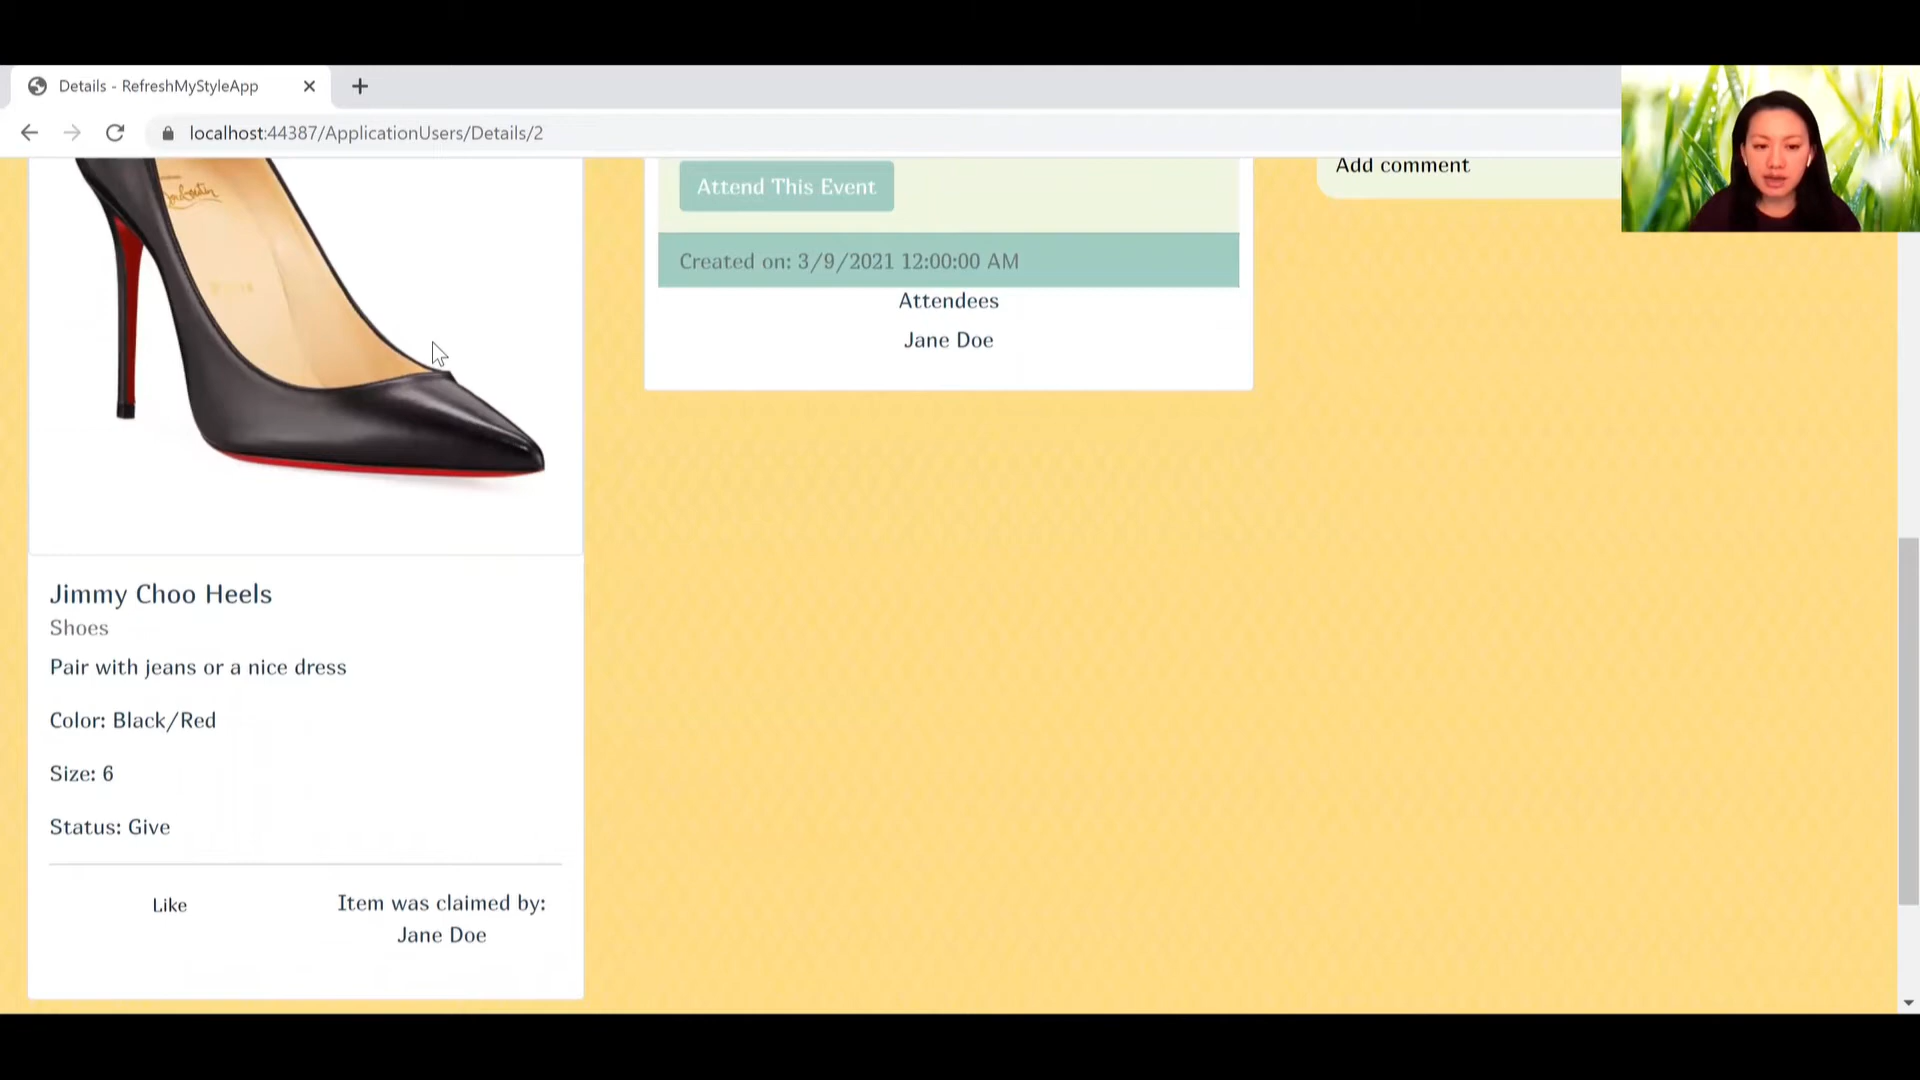 Details - RefreshMyStyleApp
localhost:44387/ApplicationUsers/Details/2
Jimmy Choo Heels
Shoes
Pair with jeans or a nice dress
Color: Black/Red
Size: 6
Status: Give
Like
Item was claimed by:
Jane Doe
Attend This Event
Created on: 3/9/2021 12:00:00 AM
Attendees
Jane Doe
Add comment